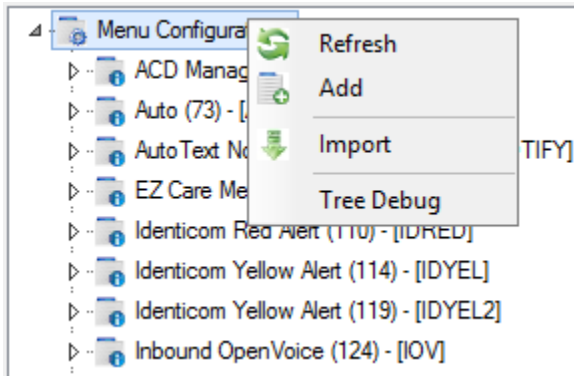 Menu Configura
Refresh
Add
Import
Tree Debug
ACD Manag
Auto (73) - [
AutoText No TIFY]
EZ Care Me
Identicom Red Alert (110) - [IDRED]
Identicom Yellow Alert (114) - [IDYEL]
Identicom Yellow Alert (119) - [IDYEL2]
Inbound OpenVoice (124) - [IOV]